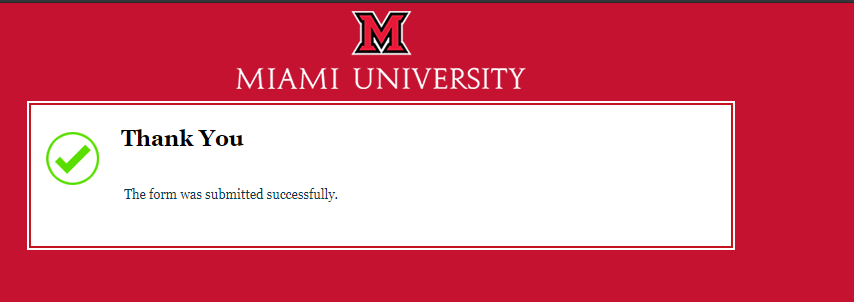 M
MIAMI UNIVERSITY
Thank You
The form was submitted successfully.